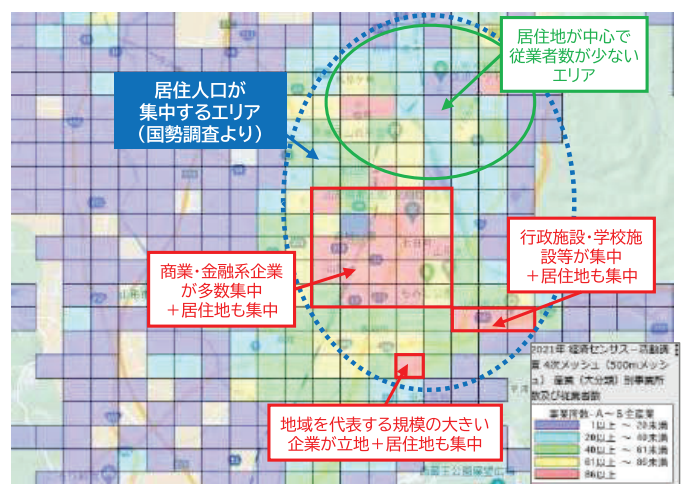 居住地が中心で
従業者数が少ない
エリア
居住人口が
集中するエリア
（国勢調査より）
商業・金融系企業
が多数集中
＋居住地も集中
行政施設・学校施
設等が集中
＋居住地も集中
地域を代表する規模の大きい
企業が立地＋居住地も集中
2021年 経済センサス－活動調
査 4次メッシュ（500mメッシ
ュ） 産業（大分類）別事業所
数及び従業者数
事業所数-A～S全産業
1以上 ～ 20未満
20以上 ～ 40未満
40以上 ～ 61未満
61以上 ～ 86未満
86以上